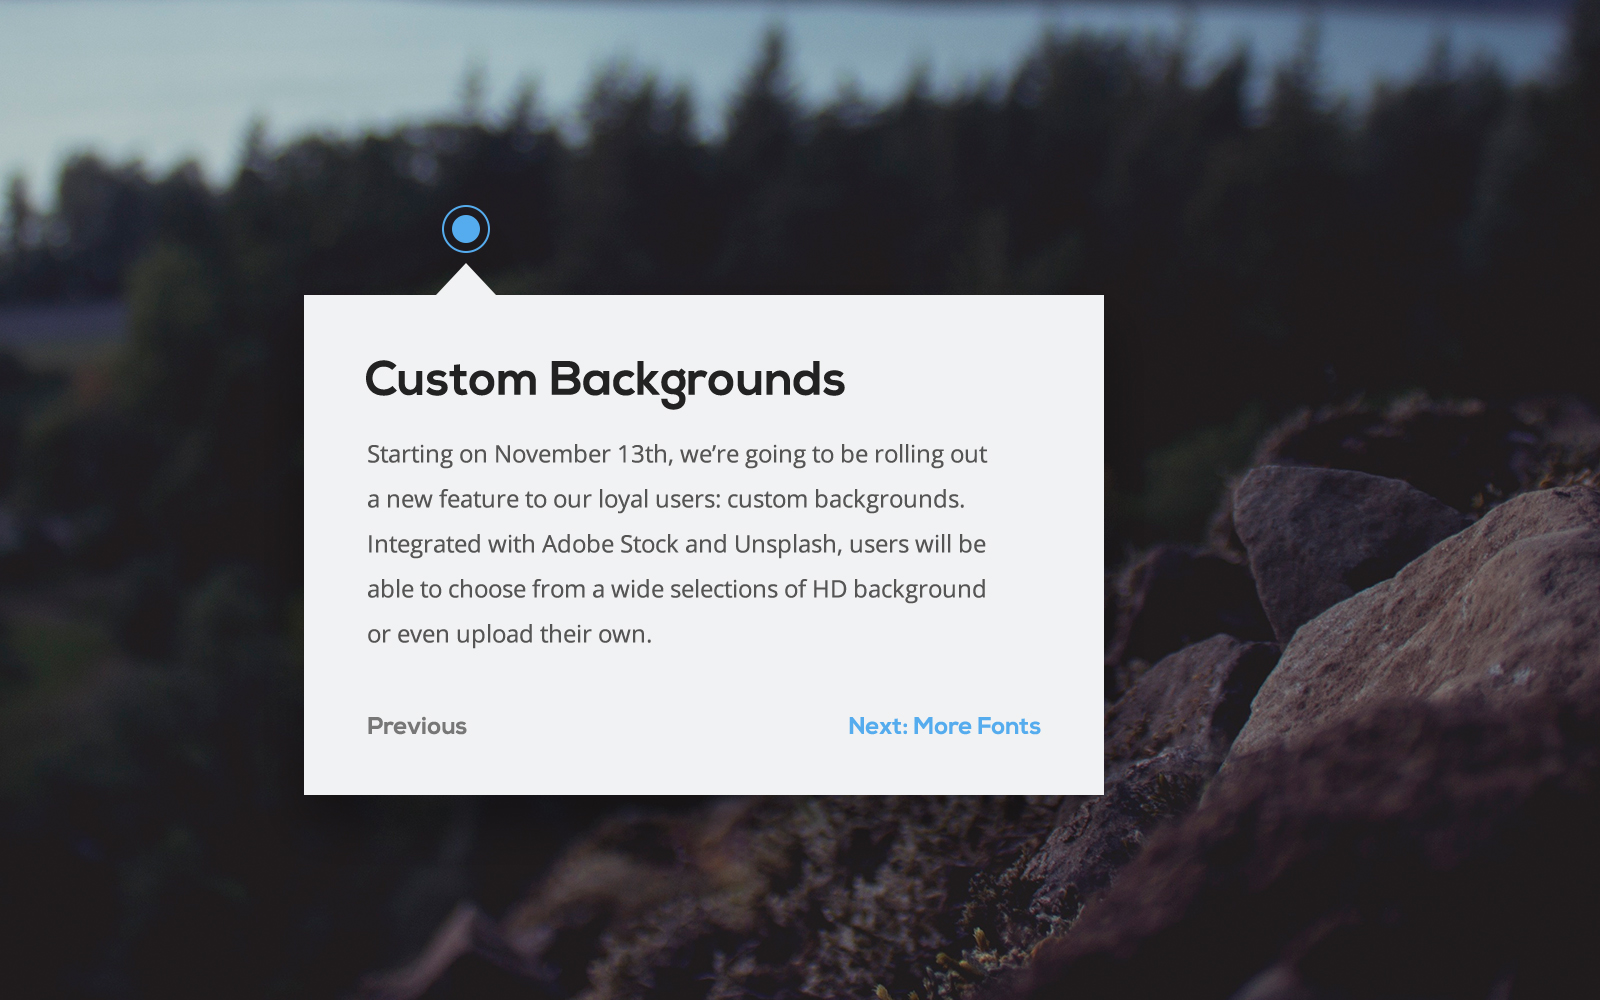 Custom Backgrounds
Starting on November 13th, we’re going to be rolling out
a new feature to our loyal users: custom backgrounds.
Integrated with Adobe Stock and Unsplash, users will be
able to choose from a wide selections of HD background
or even upload their own.
Previous
Next: More Fonts